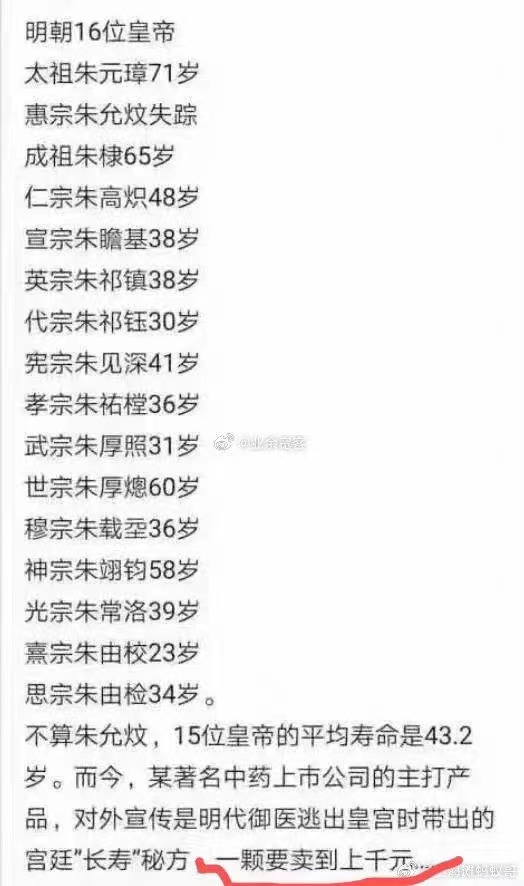 明朝16位皇帝
太祖朱元璋71岁
惠宗朱允炆失踪
成祖朱棣65岁
仁宗朱高炽48岁
宣宗朱瞻基38岁
英宗朱祁镇38岁
代宗朱祁钰30岁
宪宗朱见深41岁
孝宗朱祐樘36岁
武宗朱厚照31岁
世宗朱厚熜60岁
穆宗朱载坖36岁
神宗朱翊钧58岁
光宗朱常洛39岁
熹宗朱由校23岁
思宗朱由检34岁。
不算朱允炆，15位皇帝的平均寿命是43.2
岁。而今，某著名中药上市公司的主打产
品，对外宣传是明代御医逃出皇宫时带出的
宫廷"长寿"秘方，一颗要卖到上千元